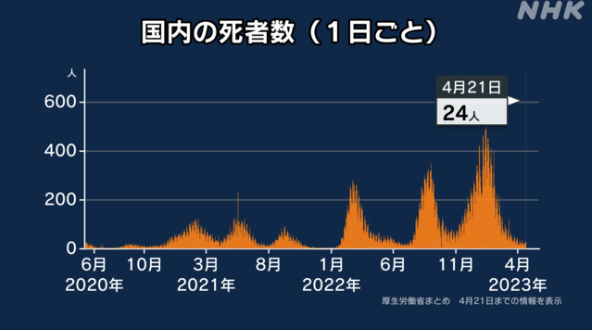 NHK
国内の死者数（１日ごと）
人
4月21日
24人
600
400
200
0
6月 10月 3月 8月 1月 6月 11月 4月
2020年 2021年 2022年 2023年
厚生労働省まとめ 4月21日までの情報を表示